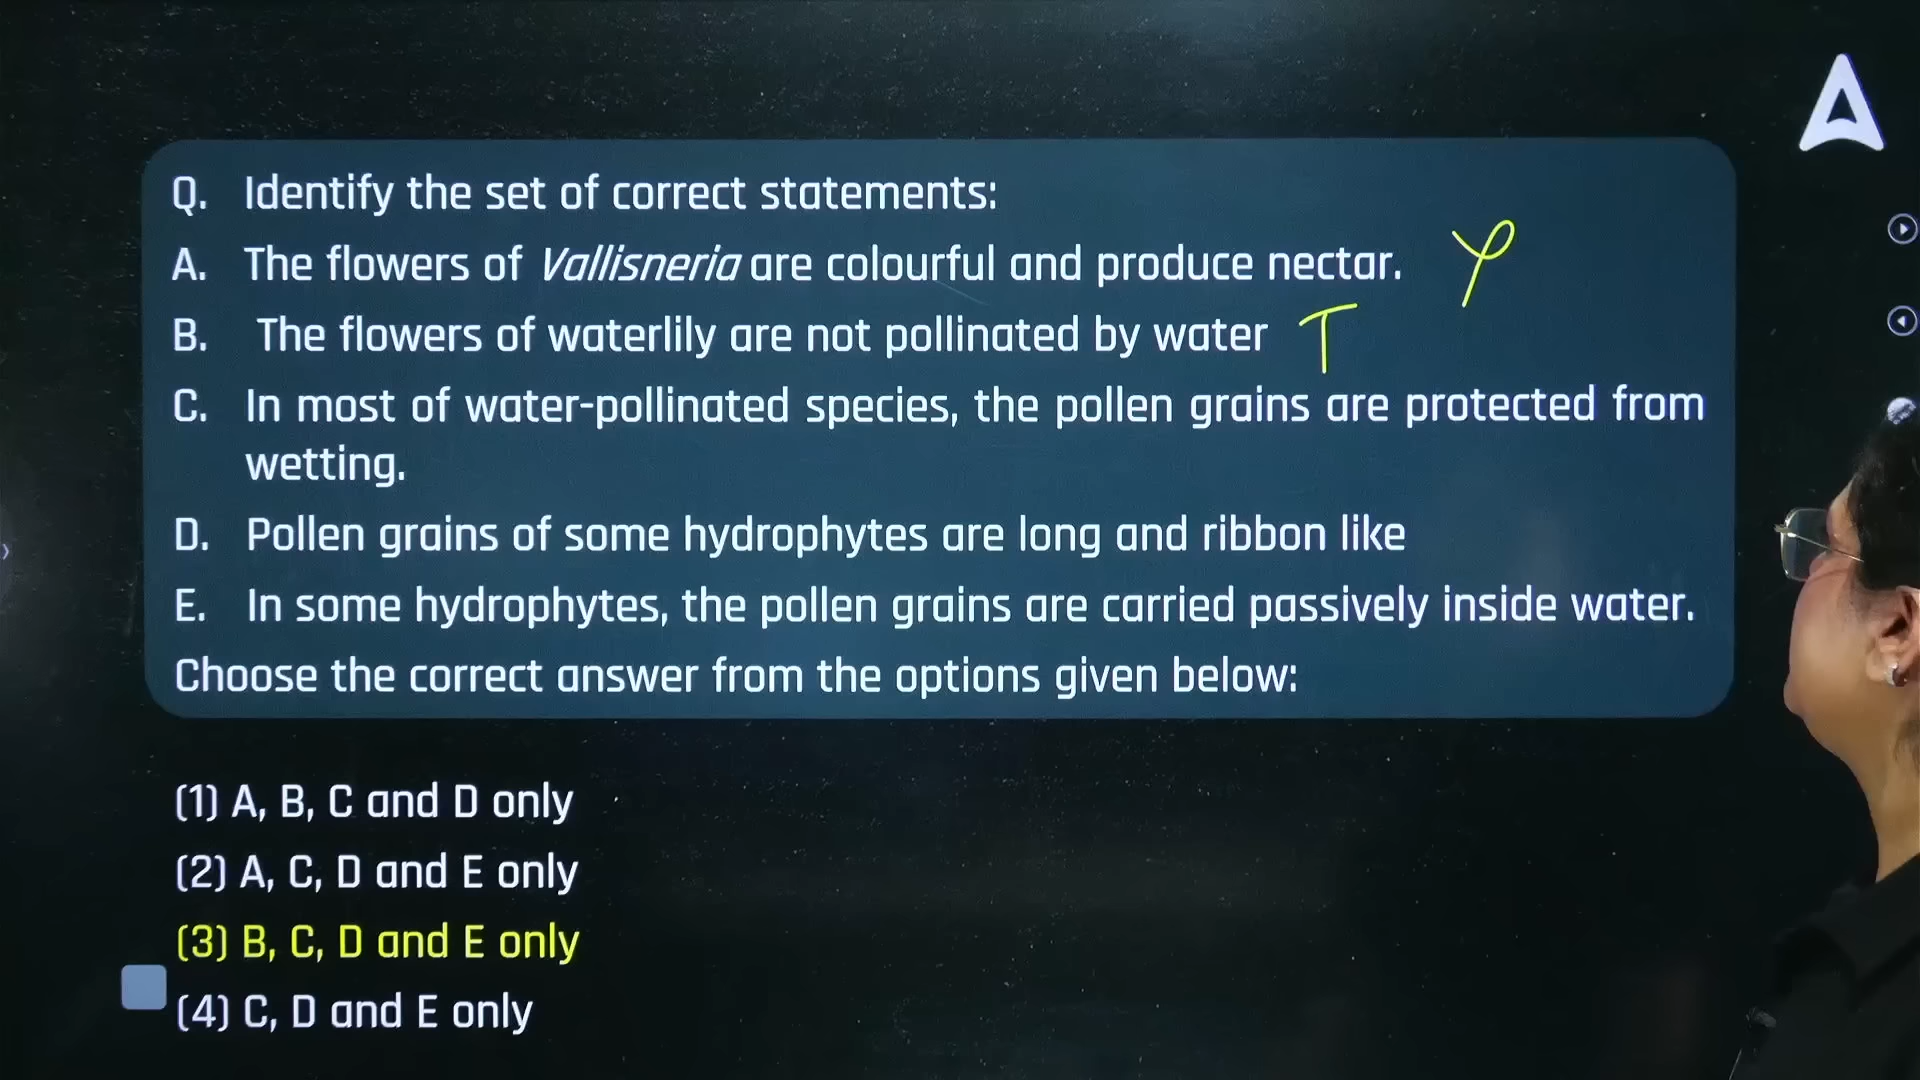 Q. Identify the set of correct statements:
A. The flowers of Vallisneria are colourful and produce nectar.
B. The flowers of waterlily are not pollinated by water T
C. In most of water-pollinated species, the pollen grains are protected from
wetting.
D. Pollen grains of some hydrophytes are long and ribbon like
E. In some hydrophytes, the pollen grains are carried passively inside water.
Choose the correct answer from the options given below:
(1) A, B, C and D only
(2) A, C, D and E only
(3) B, C, D and E only
(4) C, D and E only